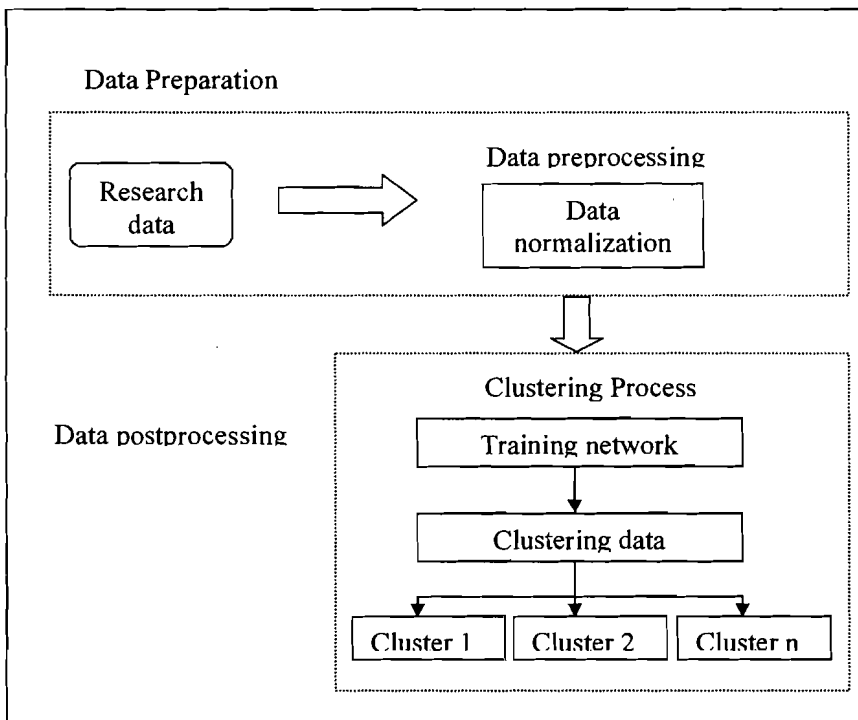 Data Preparation
Data preprocessing
Research
data
Data
normalization
Clustering Process
Data postprocessing
Training network
Clustering data
Cluster 1
Cluster 2
Cluster n